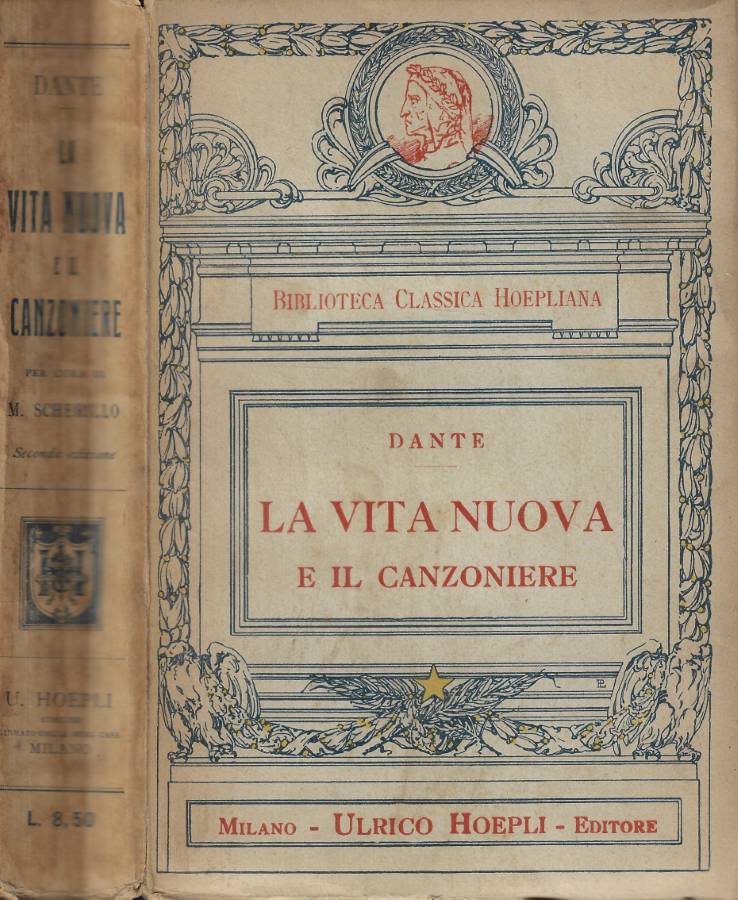 DANTE
LA
VITA NUOVA
E IL
CANZONIERE
PER CURA DI
M. SCHERILLO
Seconda edizione
U. HOEPLI
MILANO
L. 8,50
BIBLIOTECA CLASSICA HOEPLIANA
DANTE
LA VITA NUOVA
E IL CANZONIERE
MILANO - ULRICO HOEPLI - EDITORE